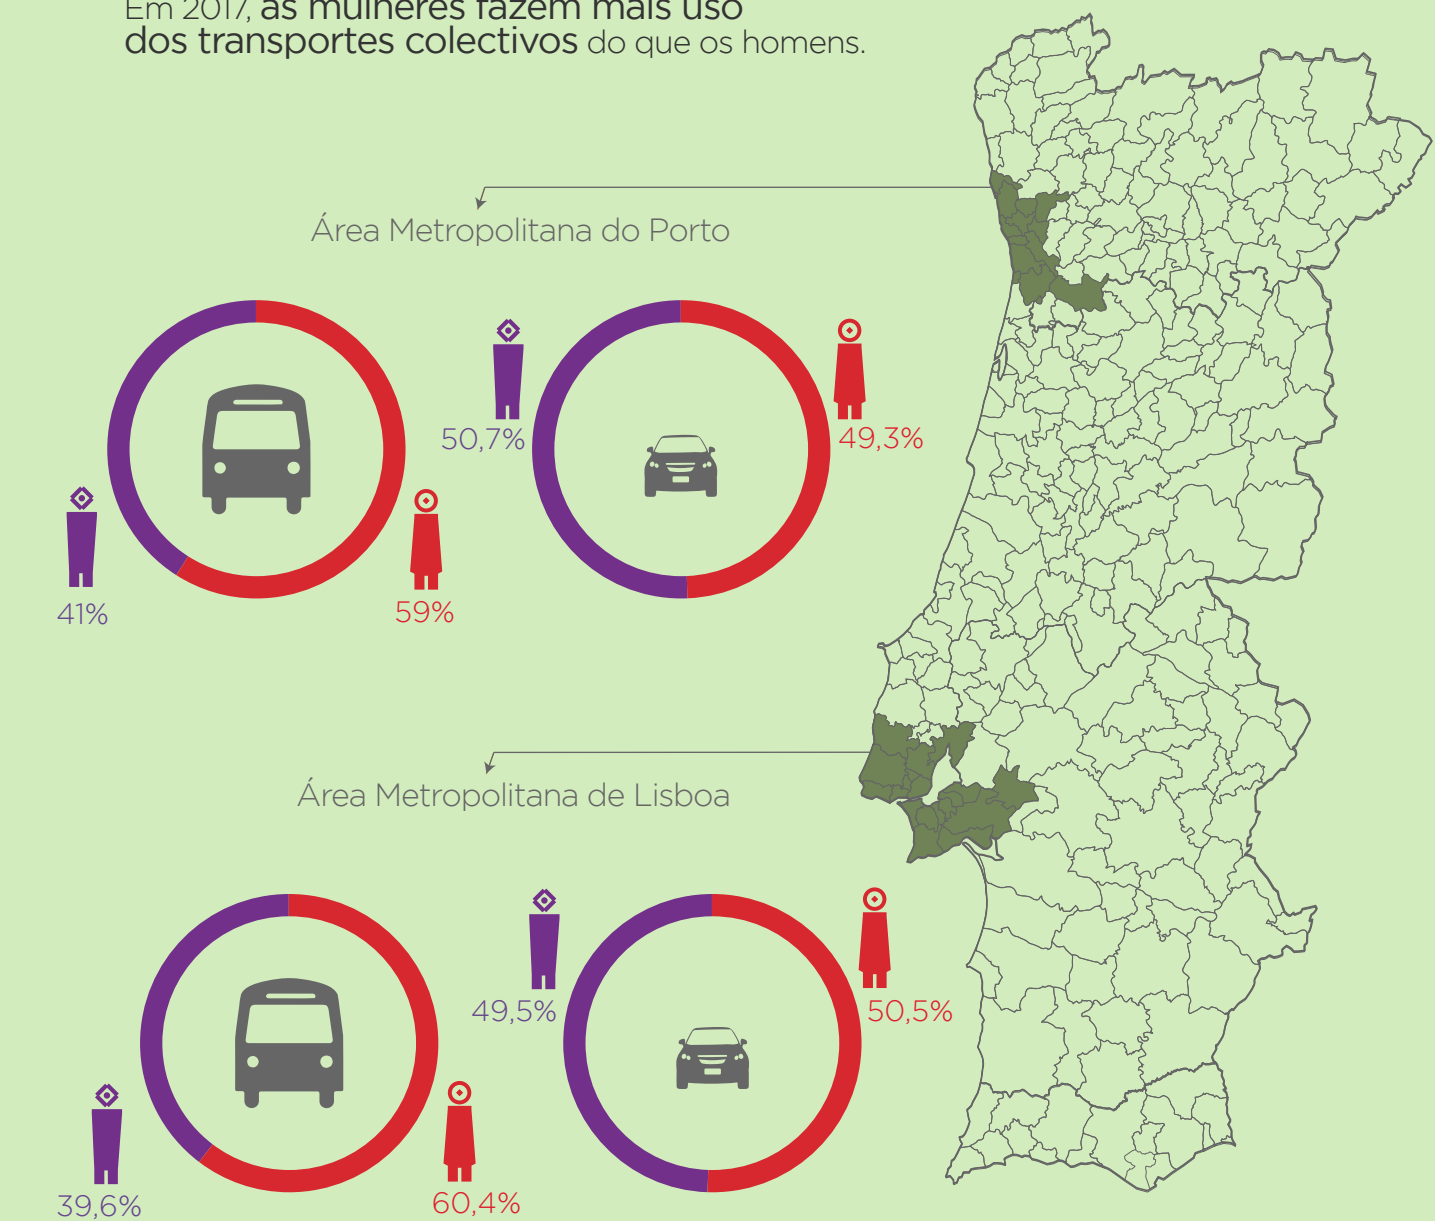 Em 2017, as mulheres fazem mais uso
dos transportes colectivos do que os homens.
Área Metropolitana do Porto
50,7%
49,3%
41%
59%
Área Metropolitana de Lisboa
49,5%
50,5%
39,6%
60,4%